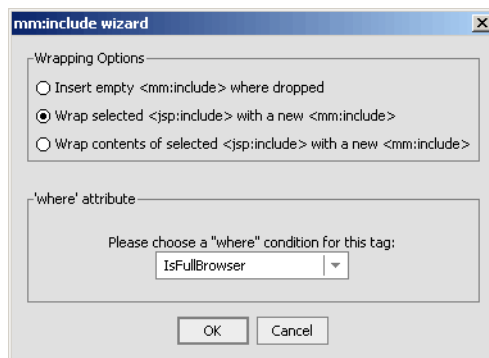 mm:include wizard
Wrapping Options
Insert empty <mm:include> where dropped
Wrap selected <jsp:include> with a new <mm:include>
Wrap contents of selected <jsp:include> with a new <mm:include>
'where' attribute
Please choose a "where" condition for this tag:
IsFullBrowser
OK Cancel